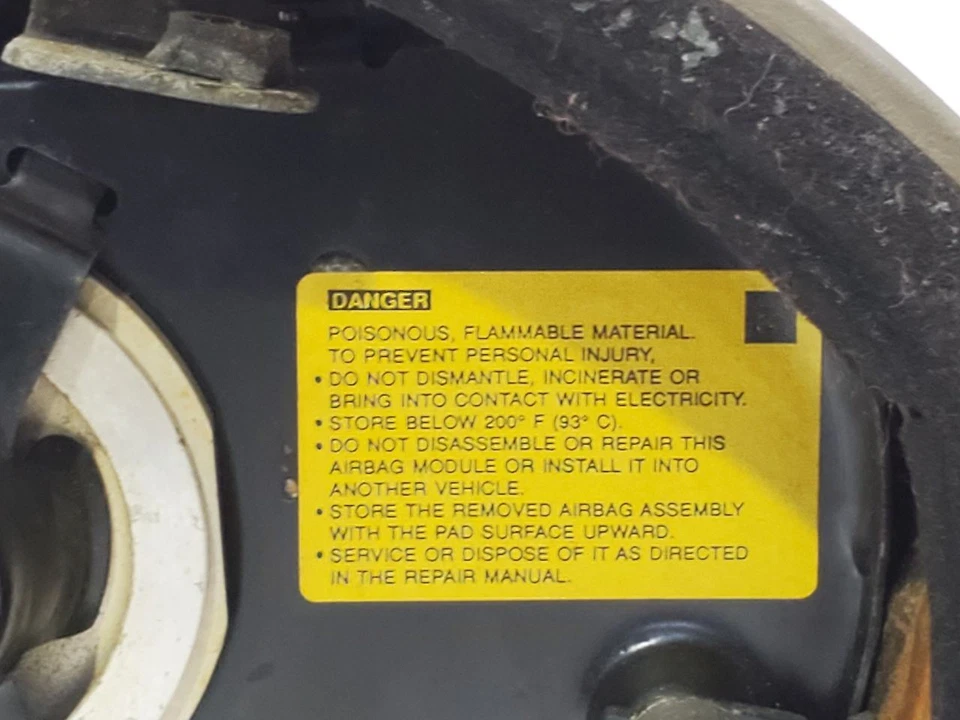 DANGER
POISONOUS, FLAMMABLE MATERIAL.
TO PREVENT PERSONAL INJURY,
• DO NOT DISMANTLE, INCINERATE OR
BRING INTO CONTACT WITH ELECTRICITY.
• STORE BELOW 200° F (93° C).
• DO NOT DISASSEMBLE OR REPAIR THIS
AIRBAG MODULE OR INSTALL IT INTO
ANOTHER VEHICLE.
• STORE THE REMOVED AIRBAG ASSEMBLY
WITH THE PAD SURFACE UPWARD.
• SERVICE OR DISPOSE OF IT AS DIRECTED
IN THE REPAIR MANUAL.